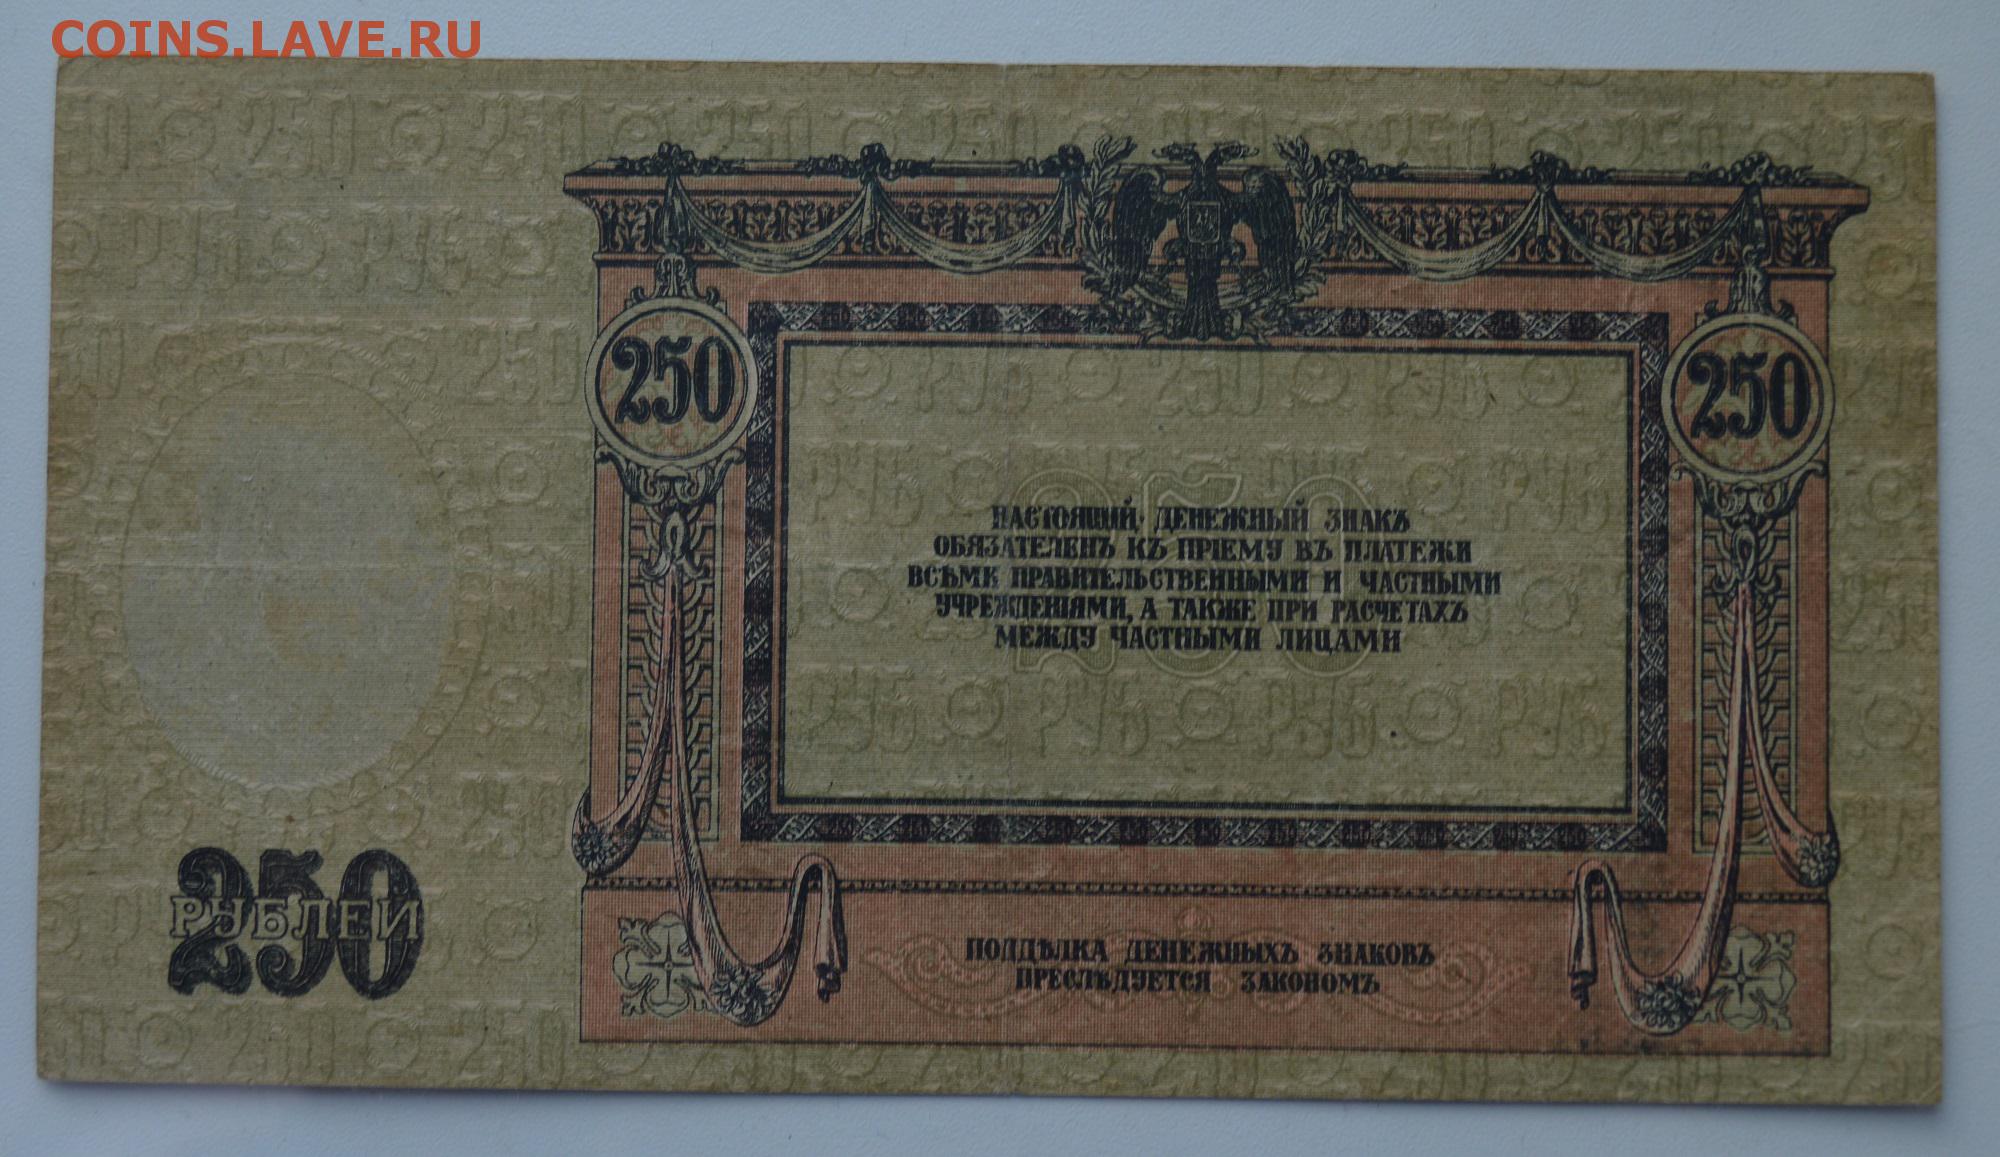 COINS.LAVE.RU
250
250
НАСТОЯЩІЙ ДЕНЕЖНЫЙ ЗНАКЪ
ОБЯЗАТЕЛЕНЪ КЪ ПРІЕМУ ВЪ ПЛАТЕЖИ
ВСѢМИ ПРАВИТЕЛЬСТВЕННЫМИ И ЧАСТНЫМИ
УЧРЕЖДЕНІЯМИ, А ТАКЖЕ ПРИ РАСЧЕТАХЪ
МЕЖДУ ЧАСТНЫМИ ЛИЦАМИ
250
РУБЛЕЙ
ПОДДѢЛКА ДЕНЕЖНЫХЪ ЗНАКОВЪ
ПРЕСЛѢДУЕТСЯ ЗАКОНОМЪ